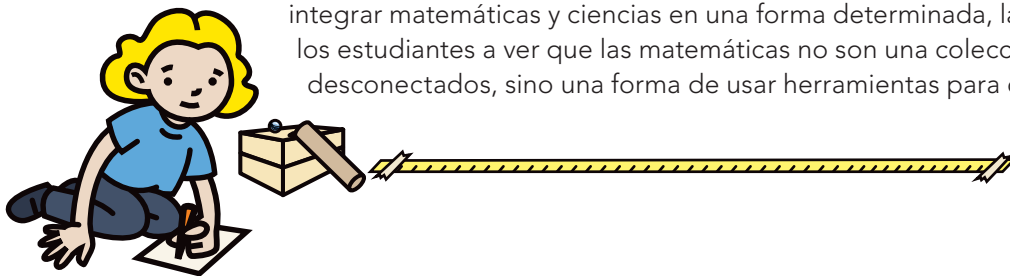 integrar matemáticas y ciencias en una forma determinada, la
los estudiantes a ver que las matemáticas no son una colecc
desconectados, sino una forma de usar herramientas para